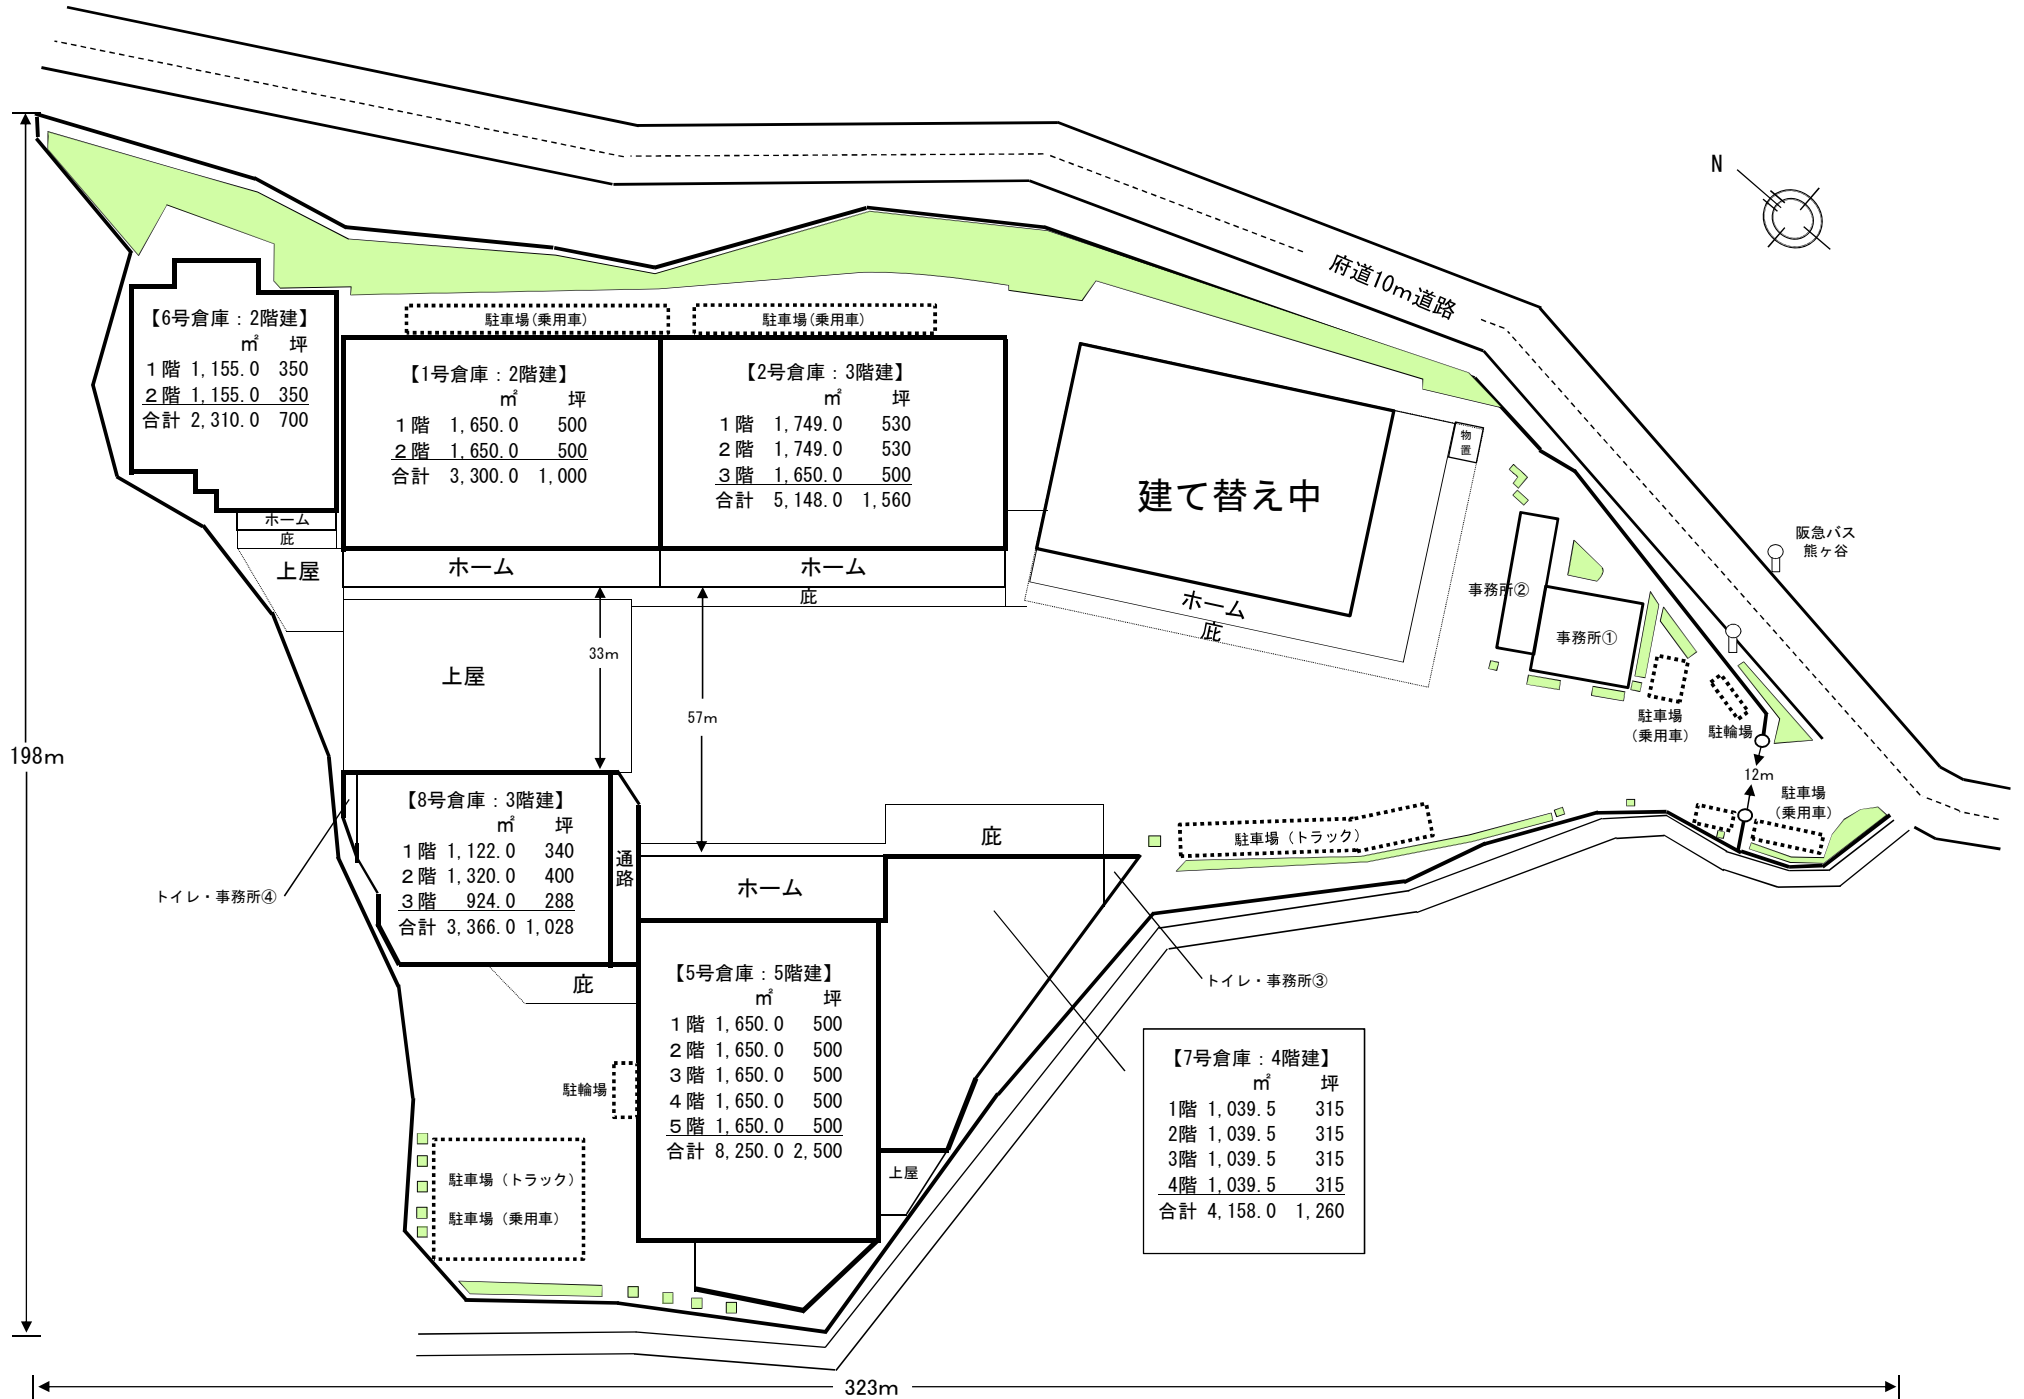 N
府道10m道路
【6号倉庫：2階建】
㎡ 坪
１階 1,155.0 350
２階 1,155.0 350
合計 2,310.0 700
駐車場(乗用車)
駐車場(乗用車)
【1号倉庫：2階建】
㎡ 坪
１階 1,650.0 500
２階 1,650.0 500
合計 3,300.0 1,000
【2号倉庫：3階建】
㎡ 坪
１階 1,749.0 530
２階 1,749.0 530
３階 1,650.0 500
合計 5,148.0 1,560
建て替え中
物置
ホーム
庇
上屋
ホーム
ホーム
庇
ホーム
庇
阪急バス
熊ヶ谷
事務所②
事務所①
駐車場
（乗用車）
駐輪場
12m
駐車場
（乗用車）
上屋
33m
57m
198m
【8号倉庫：3階建】
㎡ 坪
１階 1,122.0 340
２階 1,320.0 400
３階 924.0 288
合計 3,366.0 1,028
通路
トイレ・事務所④
庇
ホーム
庇
駐車場（トラック）
トイレ・事務所③
【5号倉庫：5階建】
㎡ 坪
１階 1,650.0 500
２階 1,650.0 500
３階 1,650.0 500
４階 1,650.0 500
５階 1,650.0 500
合計 8,250.0 2,500
【7号倉庫：4階建】
㎡ 坪
1階 1,039.5 315
2階 1,039.5 315
3階 1,039.5 315
4階 1,039.5 315
合計 4,158.0 1,260
駐輪場
上屋
駐車場（トラック）
駐車場（乗用車）
323m